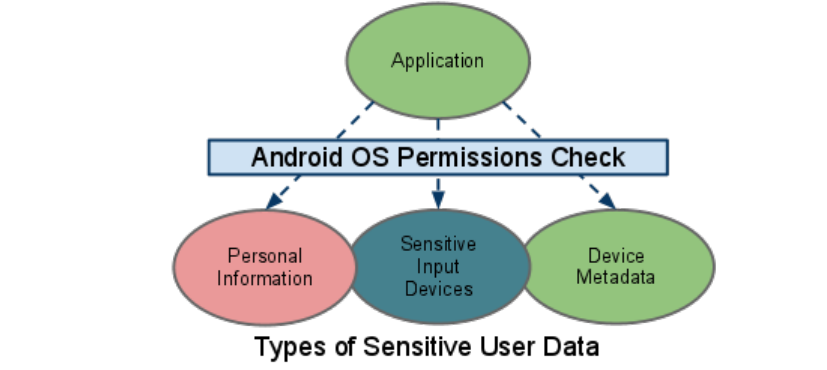 Application
Android OS Permissions Check
Personal
Information
Sensitive
Input
Devices
Device
Metadata
Types of Sensitive User Data